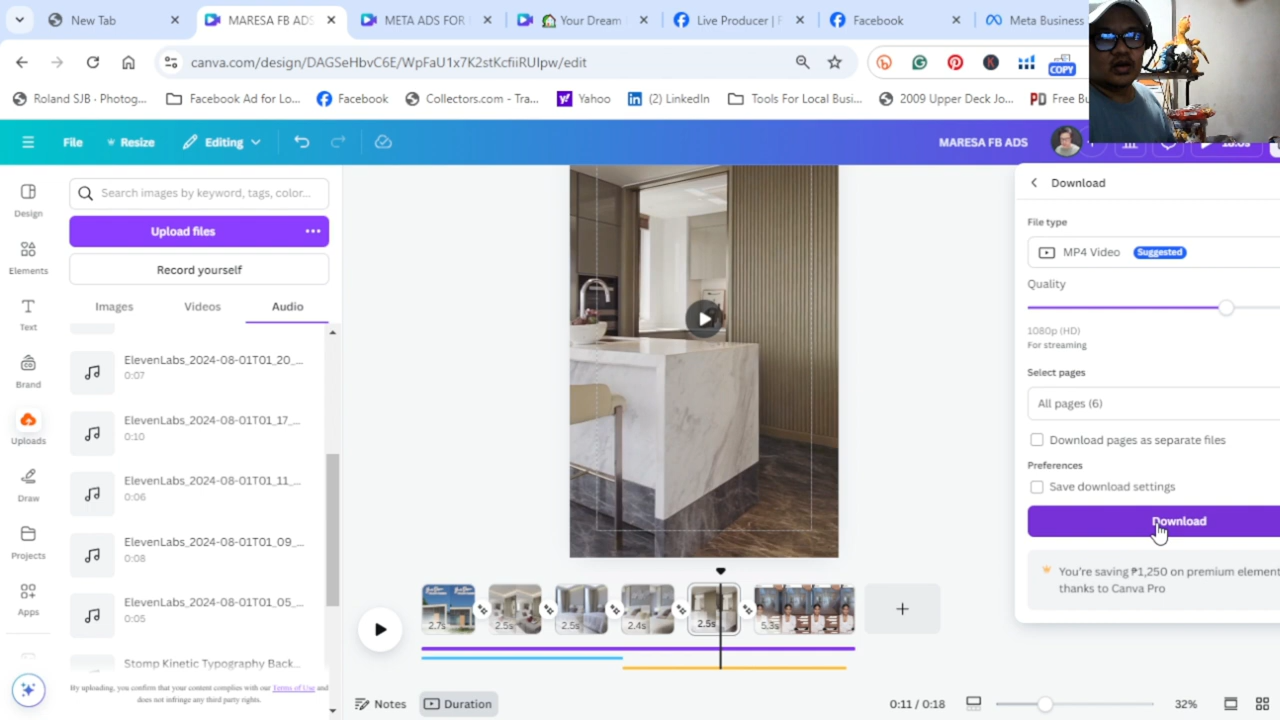 New Tab
MARESA FB ADS
META ADS FOR
Your Dream
Live Producer | F
Facebook
Meta Business
canva.com/design/DAGSeHbvC6E/WpFaU1x7K2stKcfiiRUIpw/edit
COPY
Roland SJB · Photog...
Facebook Ad for Lo...
Facebook
Collectors.com - Tra...
Yahoo
(2) LinkedIn
Tools For Local Busi...
2009 Upper Deck Jo...
Free Bu
File
Resize
Editing
MARESA FB ADS
Design
Elements
Text
Brand
Uploads
Draw
Projects
Apps
Search images by keyword, tags, color...
Upload files
Record yourself
Images
Videos
Audio
ElevenLabs_2024-08-01T01_20_...
0:07
ElevenLabs_2024-08-01T01_17_...
0:10
ElevenLabs_2024-08-01T01_11_...
0:06
ElevenLabs_2024-08-01T01_09_...
0:08
ElevenLabs_2024-08-01T01_05_...
0:05
Stomp Kinetic Typography Back...
By uploading, you confirm that your content complies with our Terms of Use and
does not infringe any third party rights.
Download
File type
MP4 Video Suggested
Quality
1080p (HD)
For streaming
Select pages
All pages (6)
Download pages as separate files
Preferences
Save download settings
Download
You're saving ₱1,250 on premium element
thanks to Canva Pro
2.7s
2.5s
2.5s
2.4s
2.5s
5.3s
Notes
Duration
0:11 / 0:18
32%